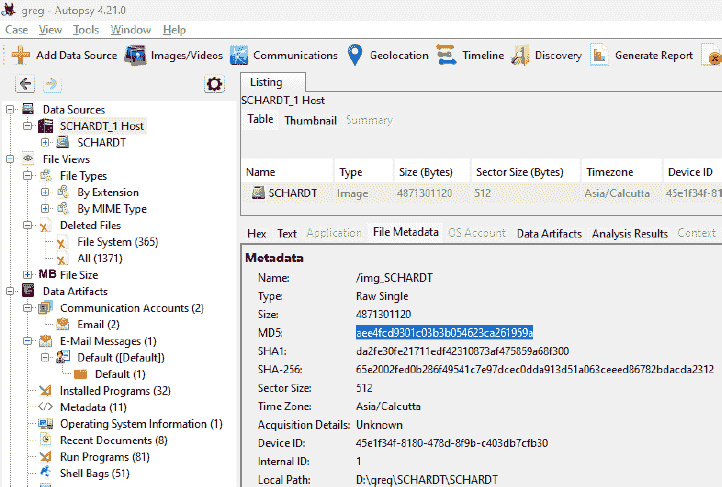 greg - Autopsy 4.21.0
Case View Tools Window Help
Add Data Source Images/Videos Communications Geolocation Timeline Discovery Generate Report
Data Sources
SCHARDT_1 Host
SCHARDT
File Views
File Types
By Extension
By MIME Type
Deleted Files
File System (365)
All (1371)
MB File Size
Data Artifacts
Communication Accounts (2)
Email (2)
E-Mail Messages (1)
Default ([Default])
Default (1)
Installed Programs (32)
Metadata (11)
Operating System Information (1)
Recent Documents (8)
Run Programs (81)
Shell Bags (51)
Listing
SCHARDT_1 Host
Table Thumbnail Summary
Name Type Size (Bytes) Sector Size (Bytes) Timezone Device ID
SCHARDT Image 4871301120 512 Asia/Calcutta 45e1f34f-81
Hex Text Application File Metadata OS Account Data Artifacts Analysis Results Context
Metadata
Name: /img_SCHARDT
Type: Raw Single
Size: 4871301120
MD5: aee4fcd9301c03b3b054623ca261959a
SHA1: da2fe30fe21711edf42310873af475859a68f300
SHA-256: 65e2002fed0b286f49541c7e97dcec0dda913d51a063ceeed86782bdacda2312
Sector Size: 512
Time Zone: Asia/Calcutta
Acquisition Details: Unknown
Device ID: 45e1f34f-8180-478d-8f9b-c403db7cfb30
Internal ID: 1
Local Path: D:\greg\SCHARDT\SCHARDT